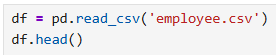 df = pd.read_csv('employee.csv')
df.head()